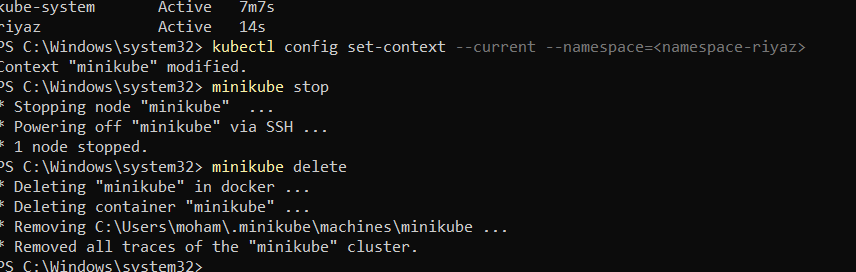 kube-system       Active   7m7s
riyaz             Active   14s
PS C:\Windows\system32> kubectl config set-context --current --namespace=<namespace-riyaz>
Context "minikube" modified.
PS C:\Windows\system32> minikube stop
* Stopping node "minikube"  ...
* Powering off "minikube" via SSH ...
* 1 node stopped.
PS C:\Windows\system32> minikube delete
* Deleting "minikube" in docker ...
* Deleting container "minikube" ...
* Removing C:\Users\moham\.minikube\machines\minikube ...
* Removed all traces of the "minikube" cluster.
PS C:\Windows\system32>